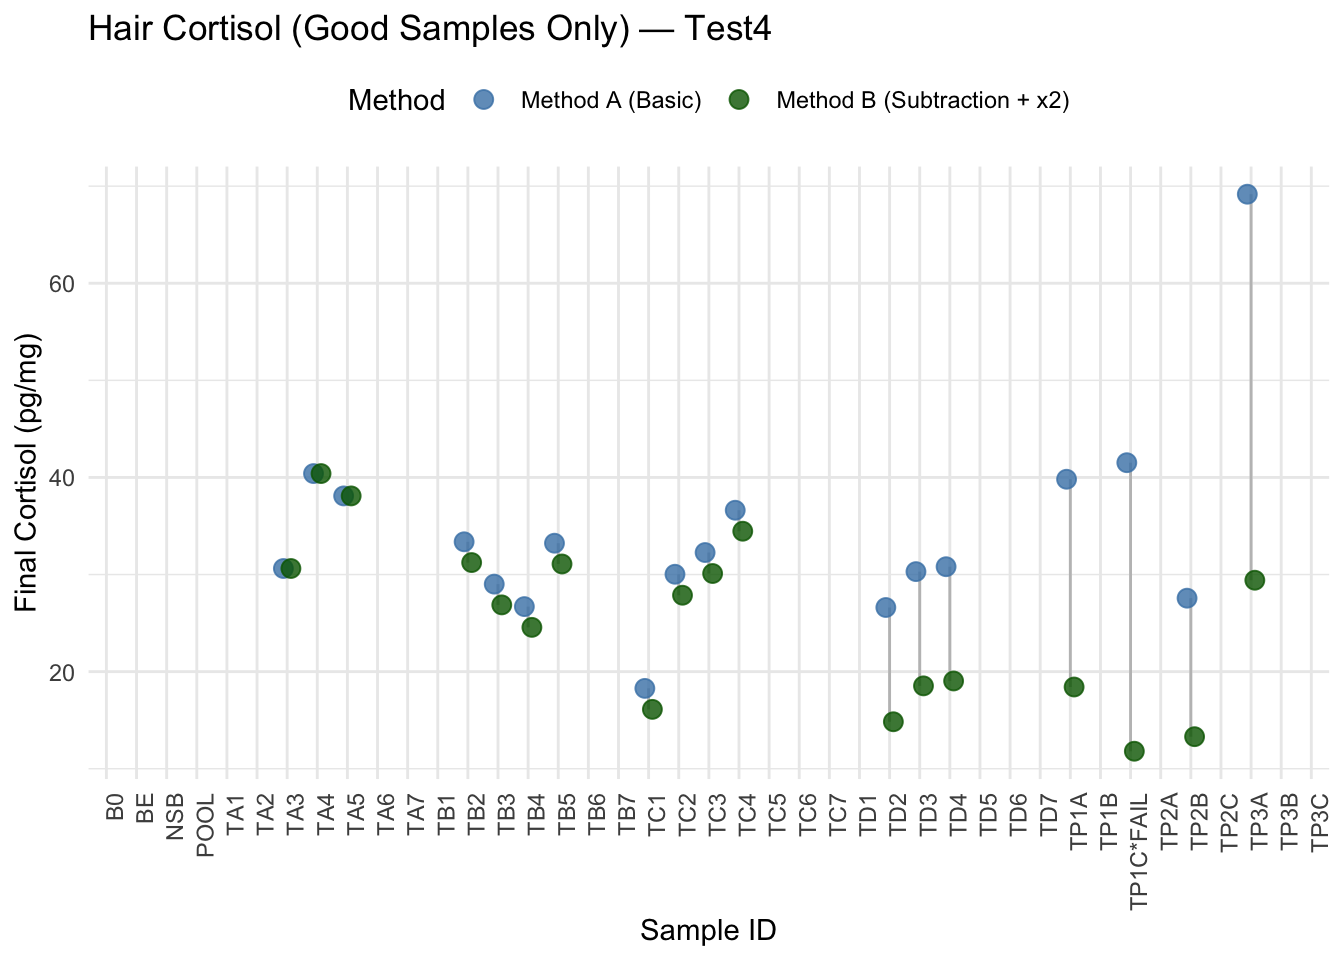 Hair Cortisol (Good Samples Only) — Test4
Method Method A (Basic) Method B (Subtraction + x2)
Final Cortisol (pg/mg)
60
40
20
B0 BE NSB POOL TA1 TA2 TA3 TA4 TA5 TA6 TA7 TB1 TB2 TB3 TB4 TB5 TB6 TB7 TC1 TC2 TC3 TC4 TC5 TC6 TC7 TD1 TD2 TD3 TD4 TD5 TD6 TD7 TP1A TP1B TP1C*FAIL TP2A TP2B TP2C TP3A TP3B TP3C
Sample ID